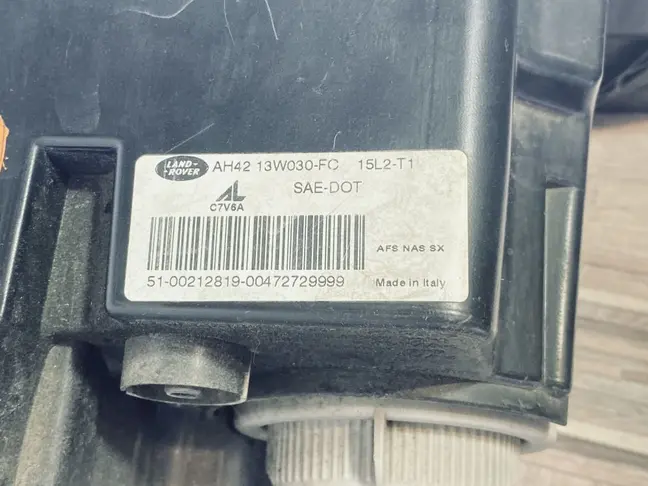 LAND-ROVER AH42 13W030-FC 15L2-T1
AL SAE-DOT
C7V6A
AFS NAS SX
51-00212819-00472729999 Made in Italy